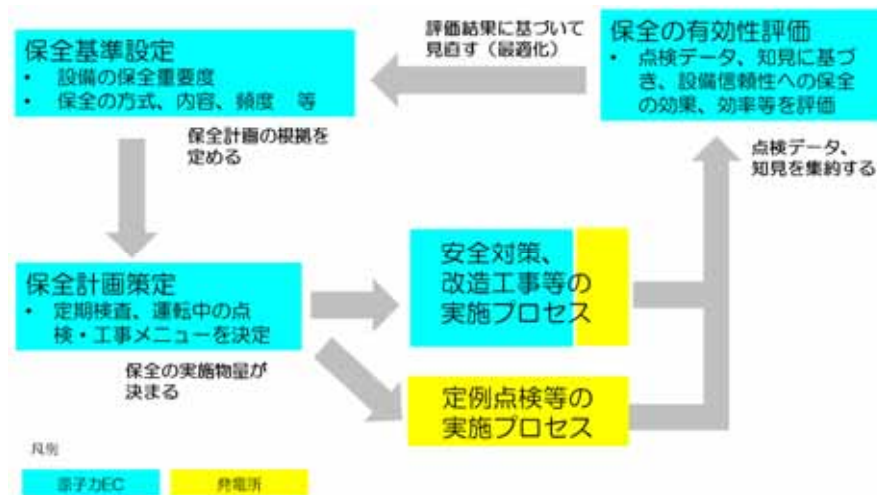 保全基準設定
・ 設備の保全重要度
・ 保全の方式、内容、頻度 等
評価結果に基づいて
見直す（最適化）
保全の有効性評価
・ 点検データ、知見に基づ
き、設備信頼性への保全
の効果、効率等を評価
保全計画の根拠を
定める
点検データ、
知見を集約する
保全計画策定
・ 定期検査、運転中の点
検・工事メニューを決定
安全対策、
改造工事等の
実施プロセス
保全の実施物量が
決まる
定例点検等の
実施プロセス
凡例
原子力EC
発電所